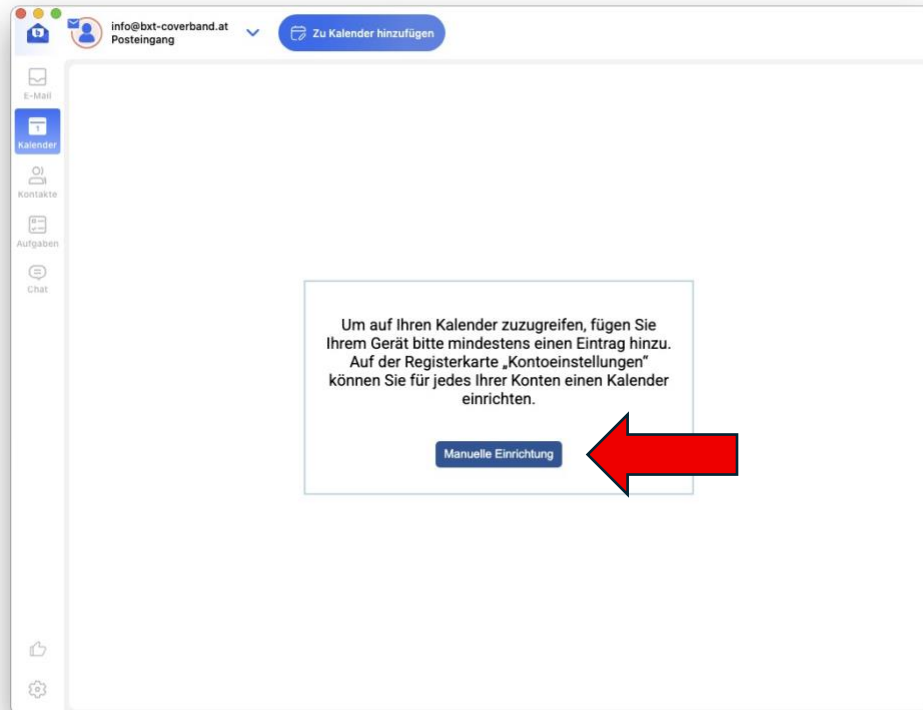 info@bxt-coverband.at
Posteingang
Zu Kalender hinzufügen
E-Mail
1
Kalender
Kontakte
Aufgaben
Chat
Um auf Ihren Kalender zuzugreifen, fügen Sie
Ihrem Gerät bitte mindestens einen Eintrag hinzu.
Auf der Registerkarte „Kontoeinstellungen“
können Sie für jedes Ihrer Konten einen Kalender
einrichten.
Manuelle Einrichtung